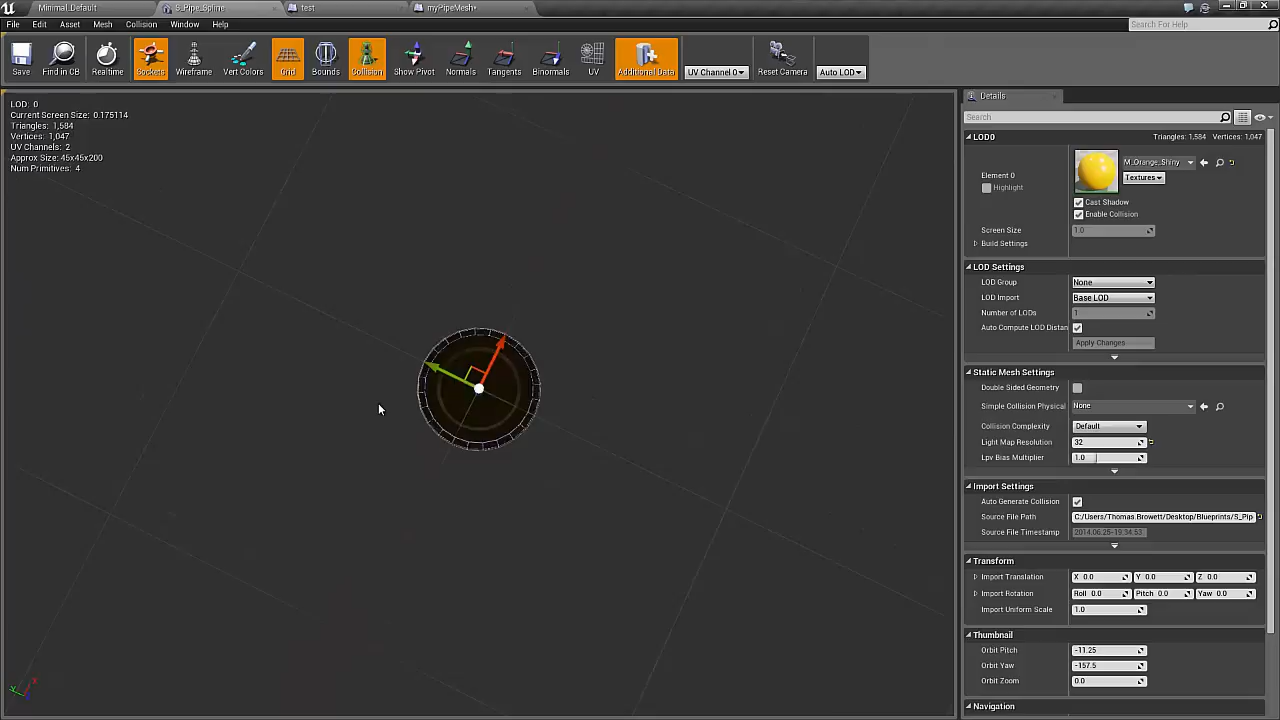 Minimal_Default
S_Pipe_Spline
test
myPipeMesh*
File Edit Asset Mesh Collision Window Help
Search For Help
Save Find in CB Realtime Sockets Wireframe Vert Colors Grid Bounds Collision Show Pivot Normals Tangents Binormals UV Additional Data UV Channel 0 Reset Camera Auto LOD
LOD: 0
Current Screen Size: 0.175114
Triangles: 1,584
Vertices: 1,047
UV Channels: 2
Approx Size: 45x45x200
Num Primitives: 4
Details
Search
LOD0 Triangles: 1,584 Vertices: 1,047
Element 0
Highlight
M_Orange_Shiny
Textures
Cast Shadow
Enable Collision
Screen Size 1.0
Build Settings
LOD Settings
LOD Group None
LOD Import Base LOD
Number of LODs 1
Auto Compute LOD Distan
Apply Changes
Static Mesh Settings
Double Sided Geometry
Simple Collision Physical None
Collision Complexity Default
Light Map Resolution 32
Lpv Bias Multiplier 1.0
Import Settings
Auto Generate Collision
Source File Path C:/Users/Thomas.Browett/Desktop/Blueprints/S_Pip
Source File Timestamp 2014.06.25-19.34.53
Transform
Import Translation X 0.0 Y 0.0 Z 0.0
Import Rotation Roll 0.0 Pitch 0.0 Yaw 0.0
Import Uniform Scale 1.0
Thumbnail
Orbit Pitch -11.25
Orbit Yaw -157.5
Orbit Zoom 0.0
Navigation